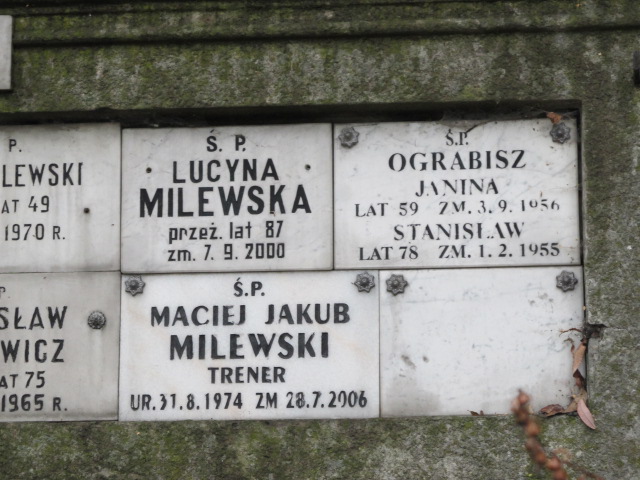 P.
LEWSKI
AT 49
1970 R.
Ś. P.
LUCYNA
MILEWSKA
przeż. lat 87
zm. 7. 9. 2000
Ś.P.
OGRABISZ
JANINA
LAT 59 ZM. 3. 9. 1956
STANISŁAW
LAT 78 ZM. 1. 2. 1955
P.
SŁAW
WICZ
AT 75
1965 R.
Ś.P.
MACIEJ JAKUB
MILEWSKI
TRENER
UR. 31. 8. 1974 ZM 28. 7. 2006